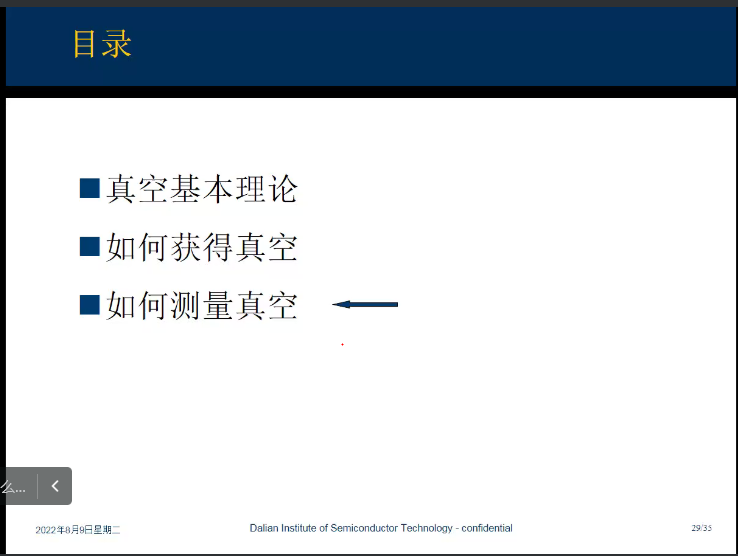 目录
真空基本理论
如何获得真空
如何测量真空
么...
2022年8月9日星期二
Dalian Institute of Semiconductor Technology - confidential
29/35